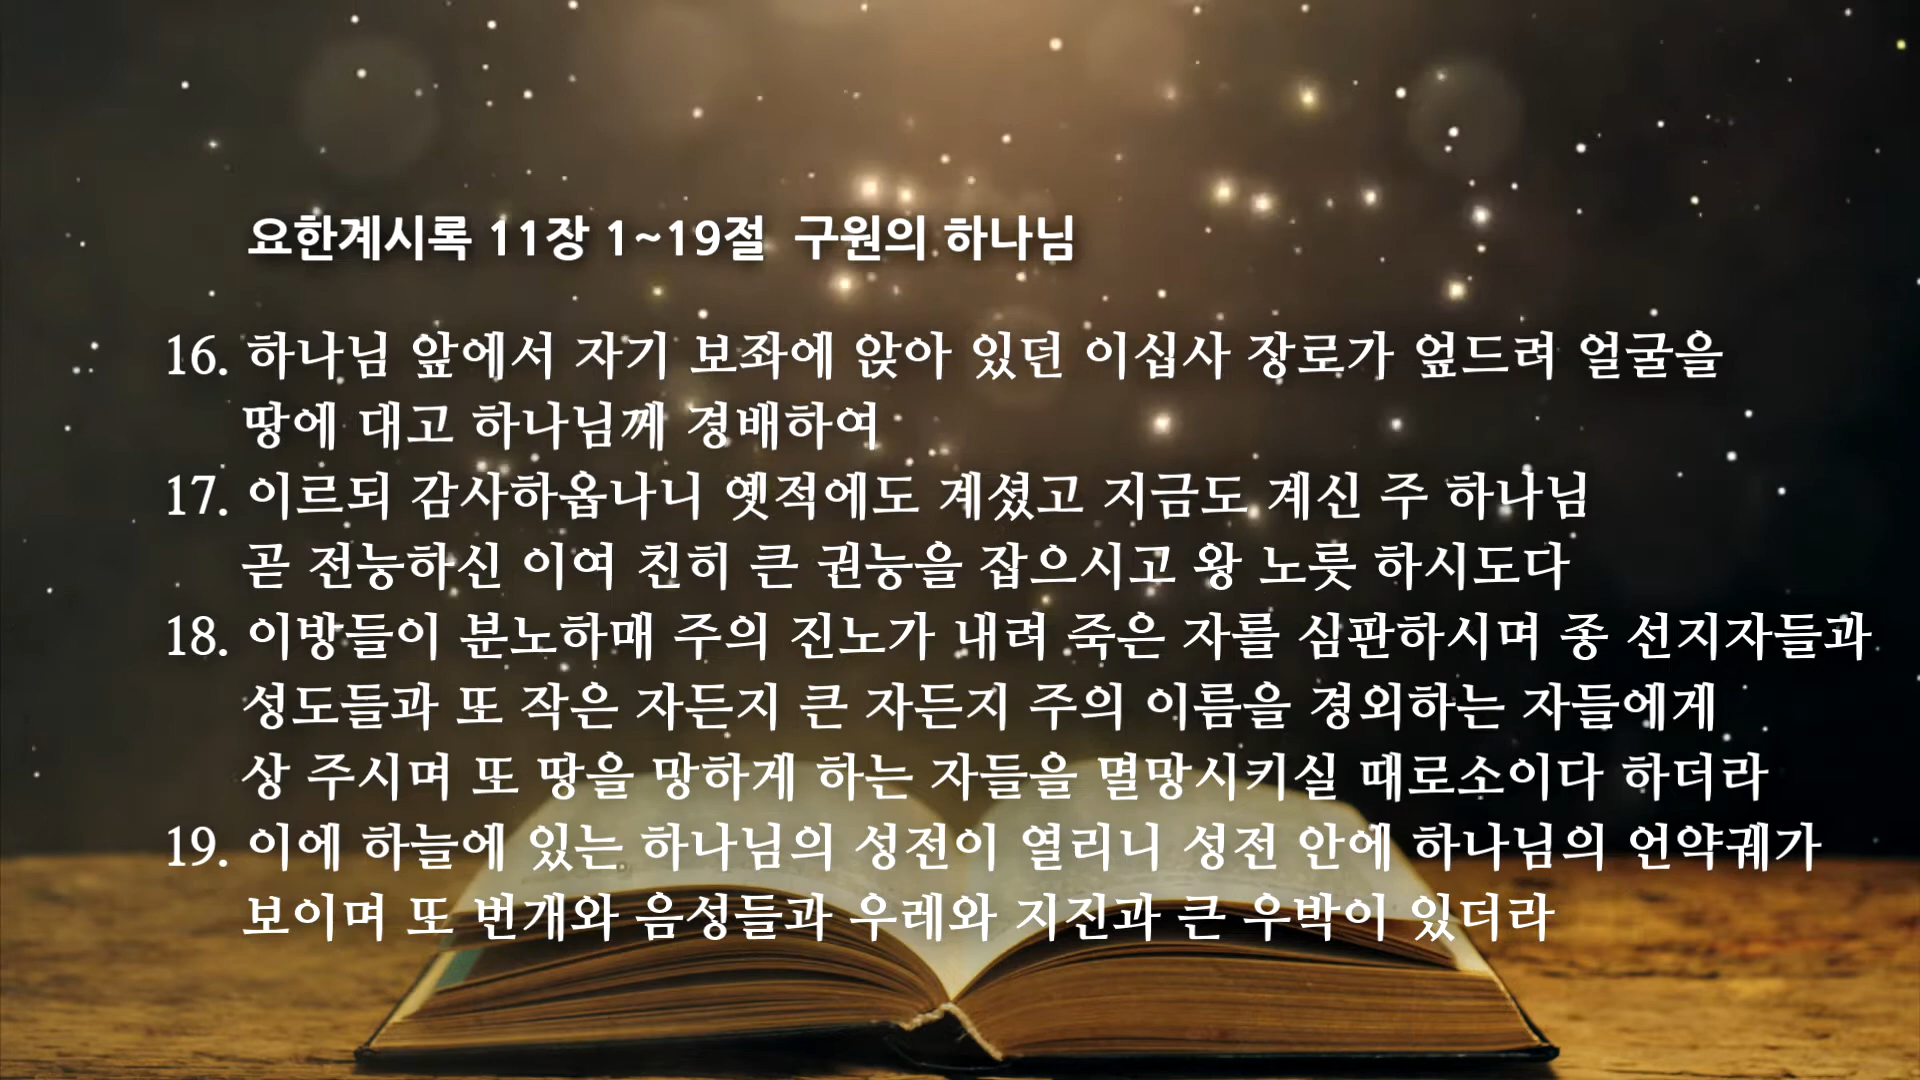 요한계시록 11장 1~19절 구원의 하나님
16. 하나님 앞에서 자기 보좌에 앉아 있던 이십사 장로가 엎드려 얼굴을
땅에 대고 하나님께 경배하여
17. 이르되 감사하옵나니 옛적에도 계셨고 지금도 계신 주 하나님
곧 전능하신 이여 친히 큰 권능을 잡으시고 왕 노릇 하시도다
18. 이방들이 분노하매 주의 진노가 내려 죽은 자를 심판하시며 종 선지자들과
성도들과 또 작은 자든지 큰 자든지 주의 이름을 경외하는 자들에게
상 주시며 또 땅을 망하게 하는 자들을 멸망시키실 때로소이다 하더라
19. 이에 하늘에 있는 하나님의 성전이 열리니 성전 안에 하나님의 언약궤가
보이며 또 번개와 음성들과 우레와 지진과 큰 우박이 있더라